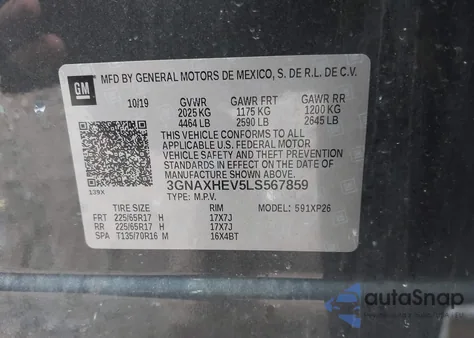 GM
MFD BY GENERAL MOTORS DE MEXICO, S. DE R.L. DE C.V.
10/19 GVWR GAWR FRT GAWR RR
2025 KG 1175 KG 1200 KG
4464 LB 2590 LB 2645 LB
THIS VEHICLE CONFORMS TO ALL
APPLICABLE U.S. FEDERAL MOTOR
VEHICLE SAFETY AND THEFT PREVENTION
STANDARDS IN EFFECT ON THE DATE OF
MANUFACTURE SHOWN ABOVE.
139X
3GNAXHEV5LS567859
TYPE: M.P.V. MODEL: 591XP26
TIRE SIZE RIM
FRT 225/65R17 H 17X7J
RR 225/65R17 H 17X7J
SPA T135/70R16 M 16X4BT
autoSnap